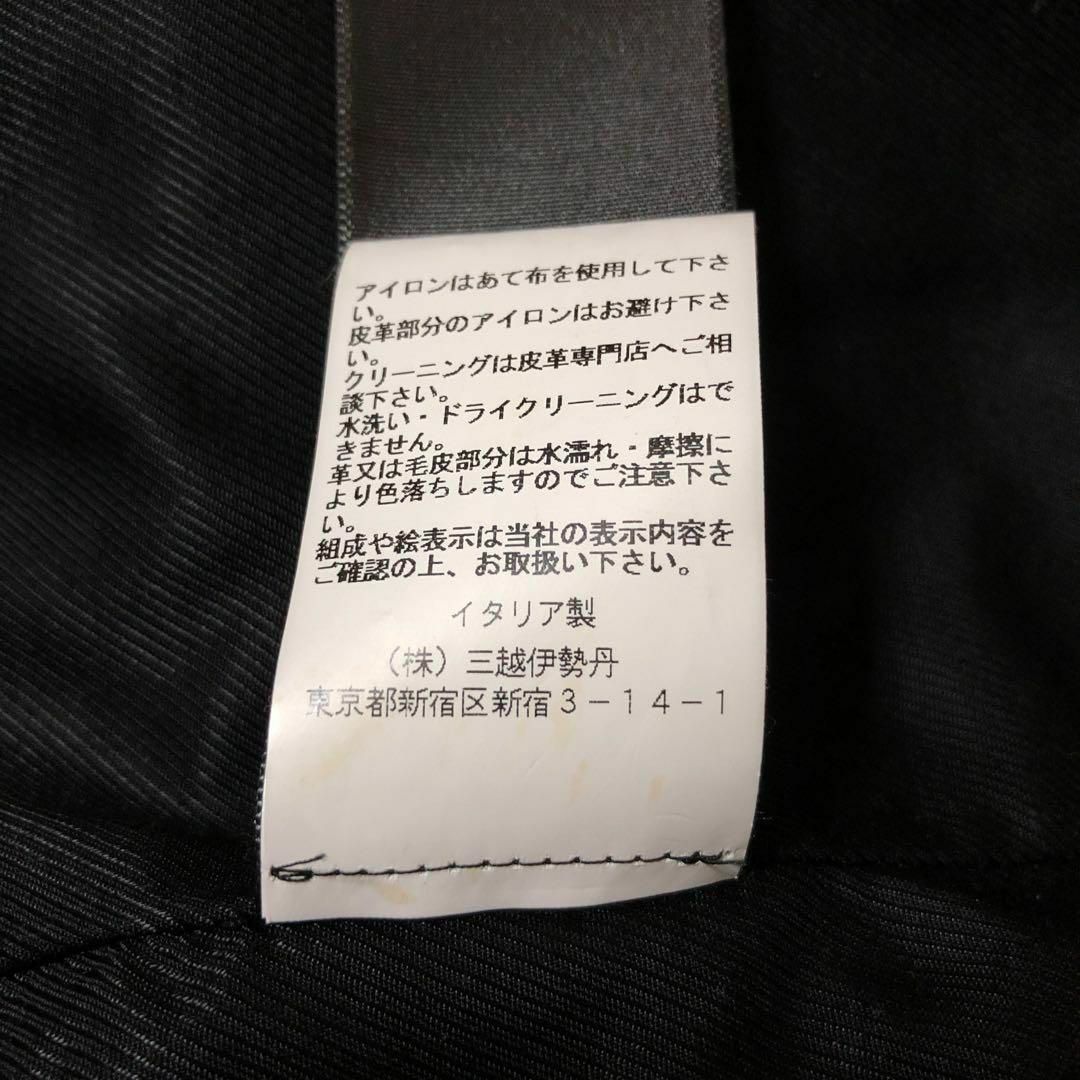 アイロンはあて布を使用して下さ
い。
皮革部分のアイロンはお避け下さ
い。
クリーニングは皮革専門店へご相
談下さい。
水洗い・ドライクリーニングはで
きません。
革又は毛皮部分は水濡れ・摩擦に
より色落ちしますのでご注意下さ
い。
組成や絵表示は当社の表示内容を
ご確認の上、お取扱い下さい。
イタリア製
（株）三越伊勢丹
東京都新宿区新宿３－１４－１